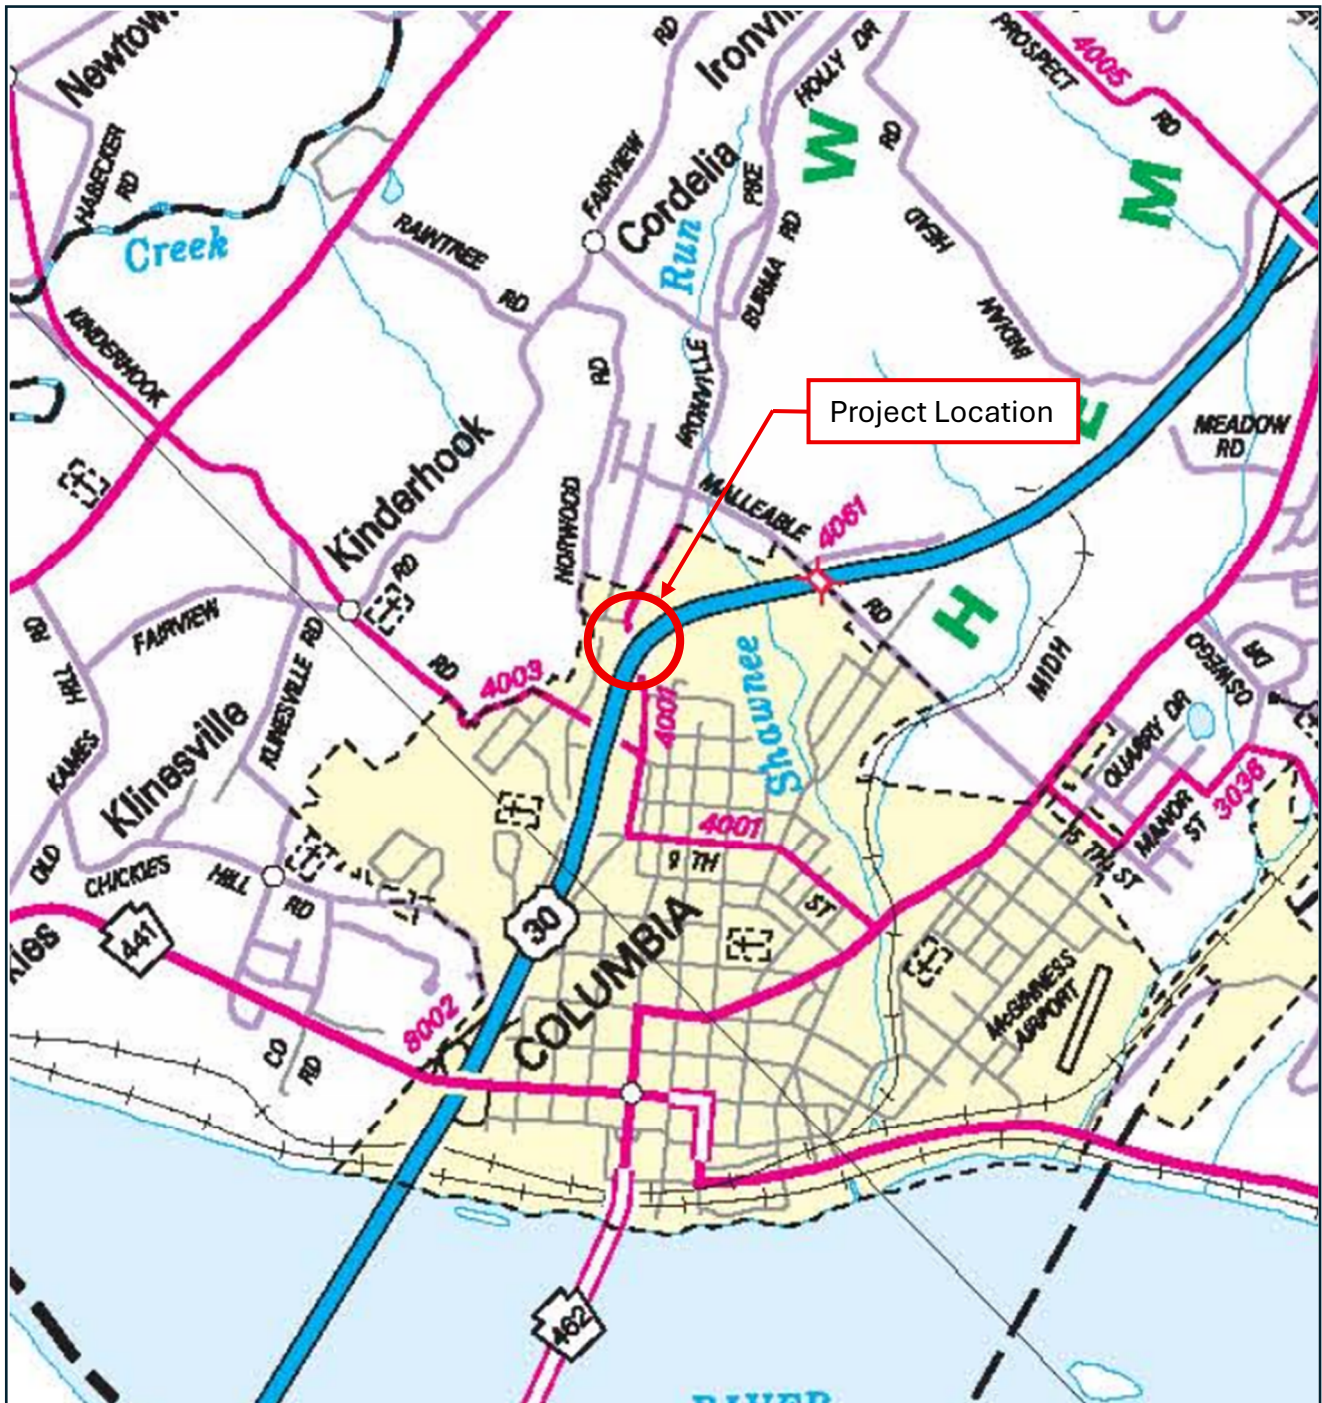 Newtown
HABECKER
RD
Creek
RAINTREE
RD
FAIRVIEW
RD
Cordelia
Run
PIKE
BURMA RD
HOLLY DR
RD
HEAD
INDIAN
PROSPECT
4005
RD
W
M
E
H
MEADOW
RD
KINDERHOOK
Kinderhook
RD
NORWOOD
RD
IRONVILLE
Project Location
MALLEABLE
4061
RD
FAIRVIEW
RD
HILL
KAMES
OLD
Klinesville
KLINESVILLE RD
RD
4003
4001
Shawnee
MIDH
OSWEGO
DR
QUARRY DR
MANOR
ST
3036
15 TH ST
4001
9 TH
ST
CHICKIES
HILL
RD
441
8002
CO
RD
30
COLUMBIA
McGINNESS
AIRPORT
462
RIVER